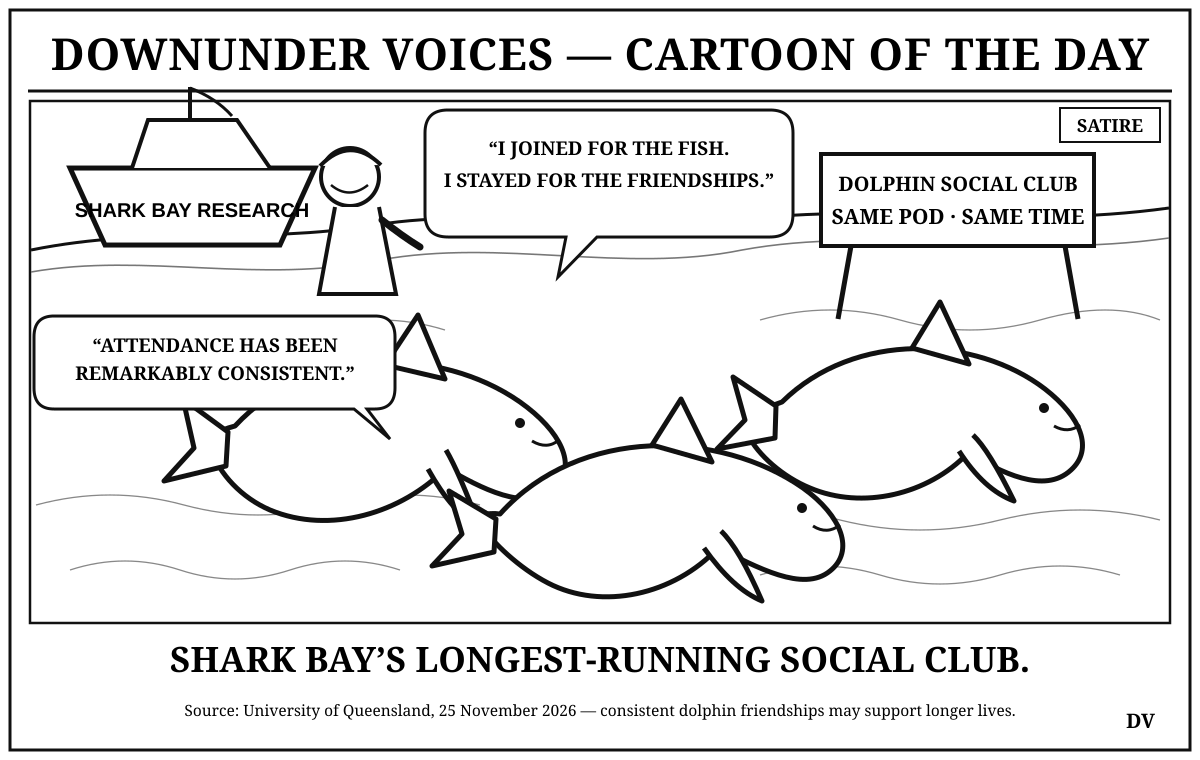 DOWNUNDER VOICES — CARTOON OF THE DAY
SATIRE
“I JOINED FOR THE FISH.
I STAYED FOR THE FRIENDSHIPS.”
DOLPHIN SOCIAL CLUB
SAME POD · SAME TIME
SHARK BAY RESEARCH
“ATTENDANCE HAS BEEN
REMARKABLY CONSISTENT.”
SHARK BAY’S LONGEST-RUNNING SOCIAL CLUB.
Source: University of Queensland, 25 November 2026 — consistent dolphin friendships may support longer lives.
DV